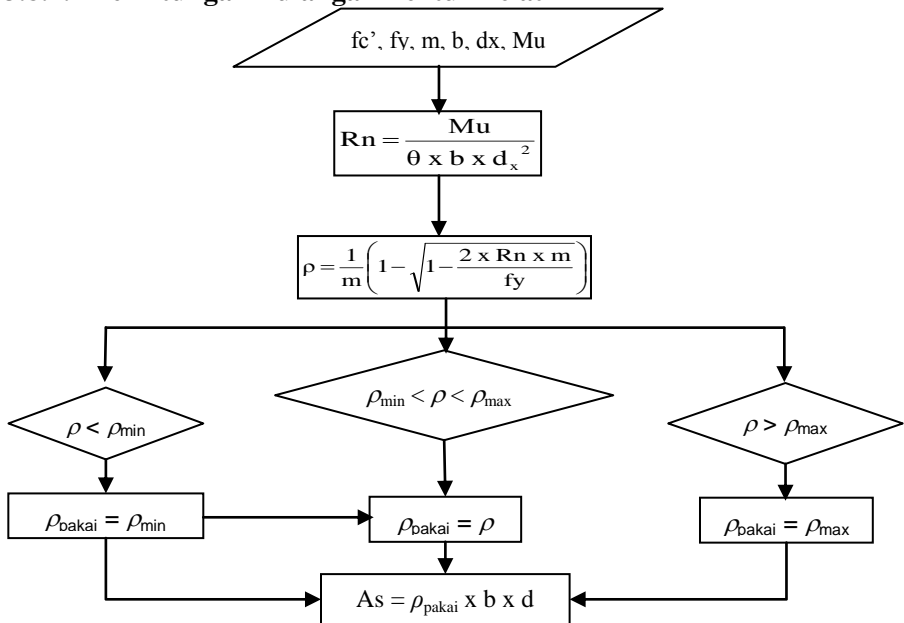 fc', fy, m, b, dx, Mu
Rn = Mu / θ x b x d_x²
ρ = 1/m (1 − √(1 − 2 x Rn x m / fy))
ρmin < ρ < ρmax
ρ < ρmin
ρ > ρmax
ρpakai = ρmin
ρpakai = ρ
ρpakai = ρmax
As = ρpakai x b x d